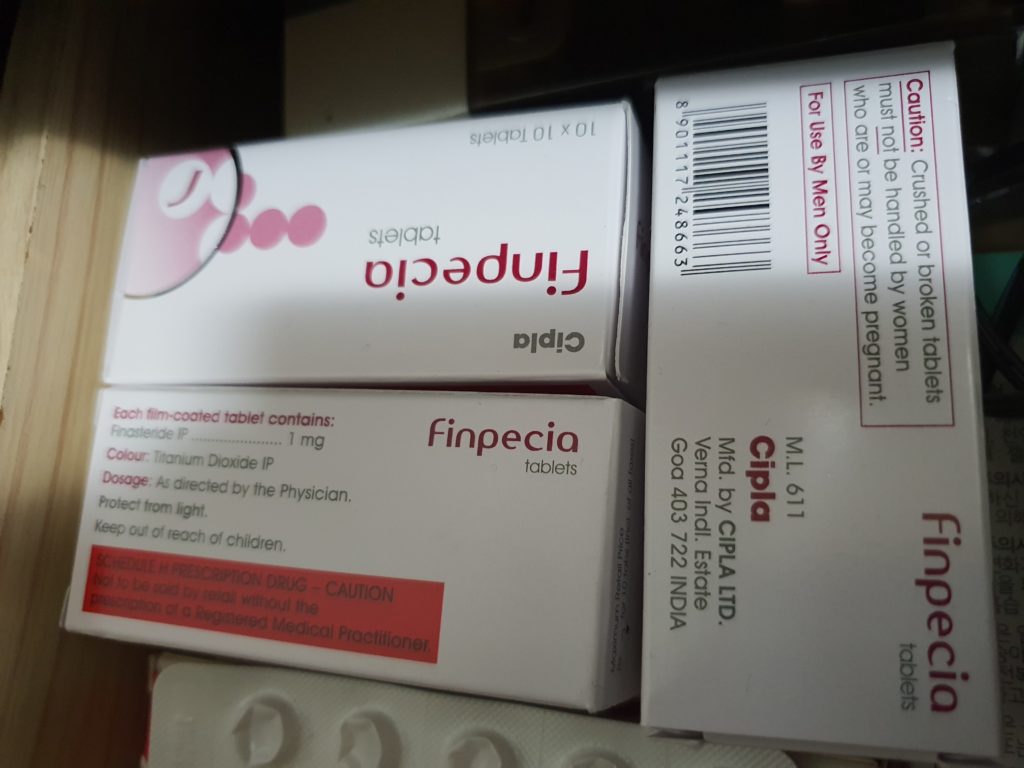 Cipla
Finpecia
tablets
10 x 10 Tablets
Each film-coated tablet contains:
Finasteride IP ...................... 1 mg
Colour: Titanium Dioxide IP
Dosage: As directed by the Physician.
Protect from light.
Keep out of reach of children.
SCHEDULE H PRESCRIPTION DRUG – CAUTION
Not to be sold by retail without the
prescription of a Registered Medical Practitioner.
Finpecia
tablets
Caution: Crushed or broken tablets
must not be handled by women
who are or may become pregnant.
For Use By Men Only
8 901117 248663
Finpecia
tablets
M.L. 611
Cipla
Mfd. by CIPLA LTD.
Verna Indl. Estate
Goa 403 722 INDIA